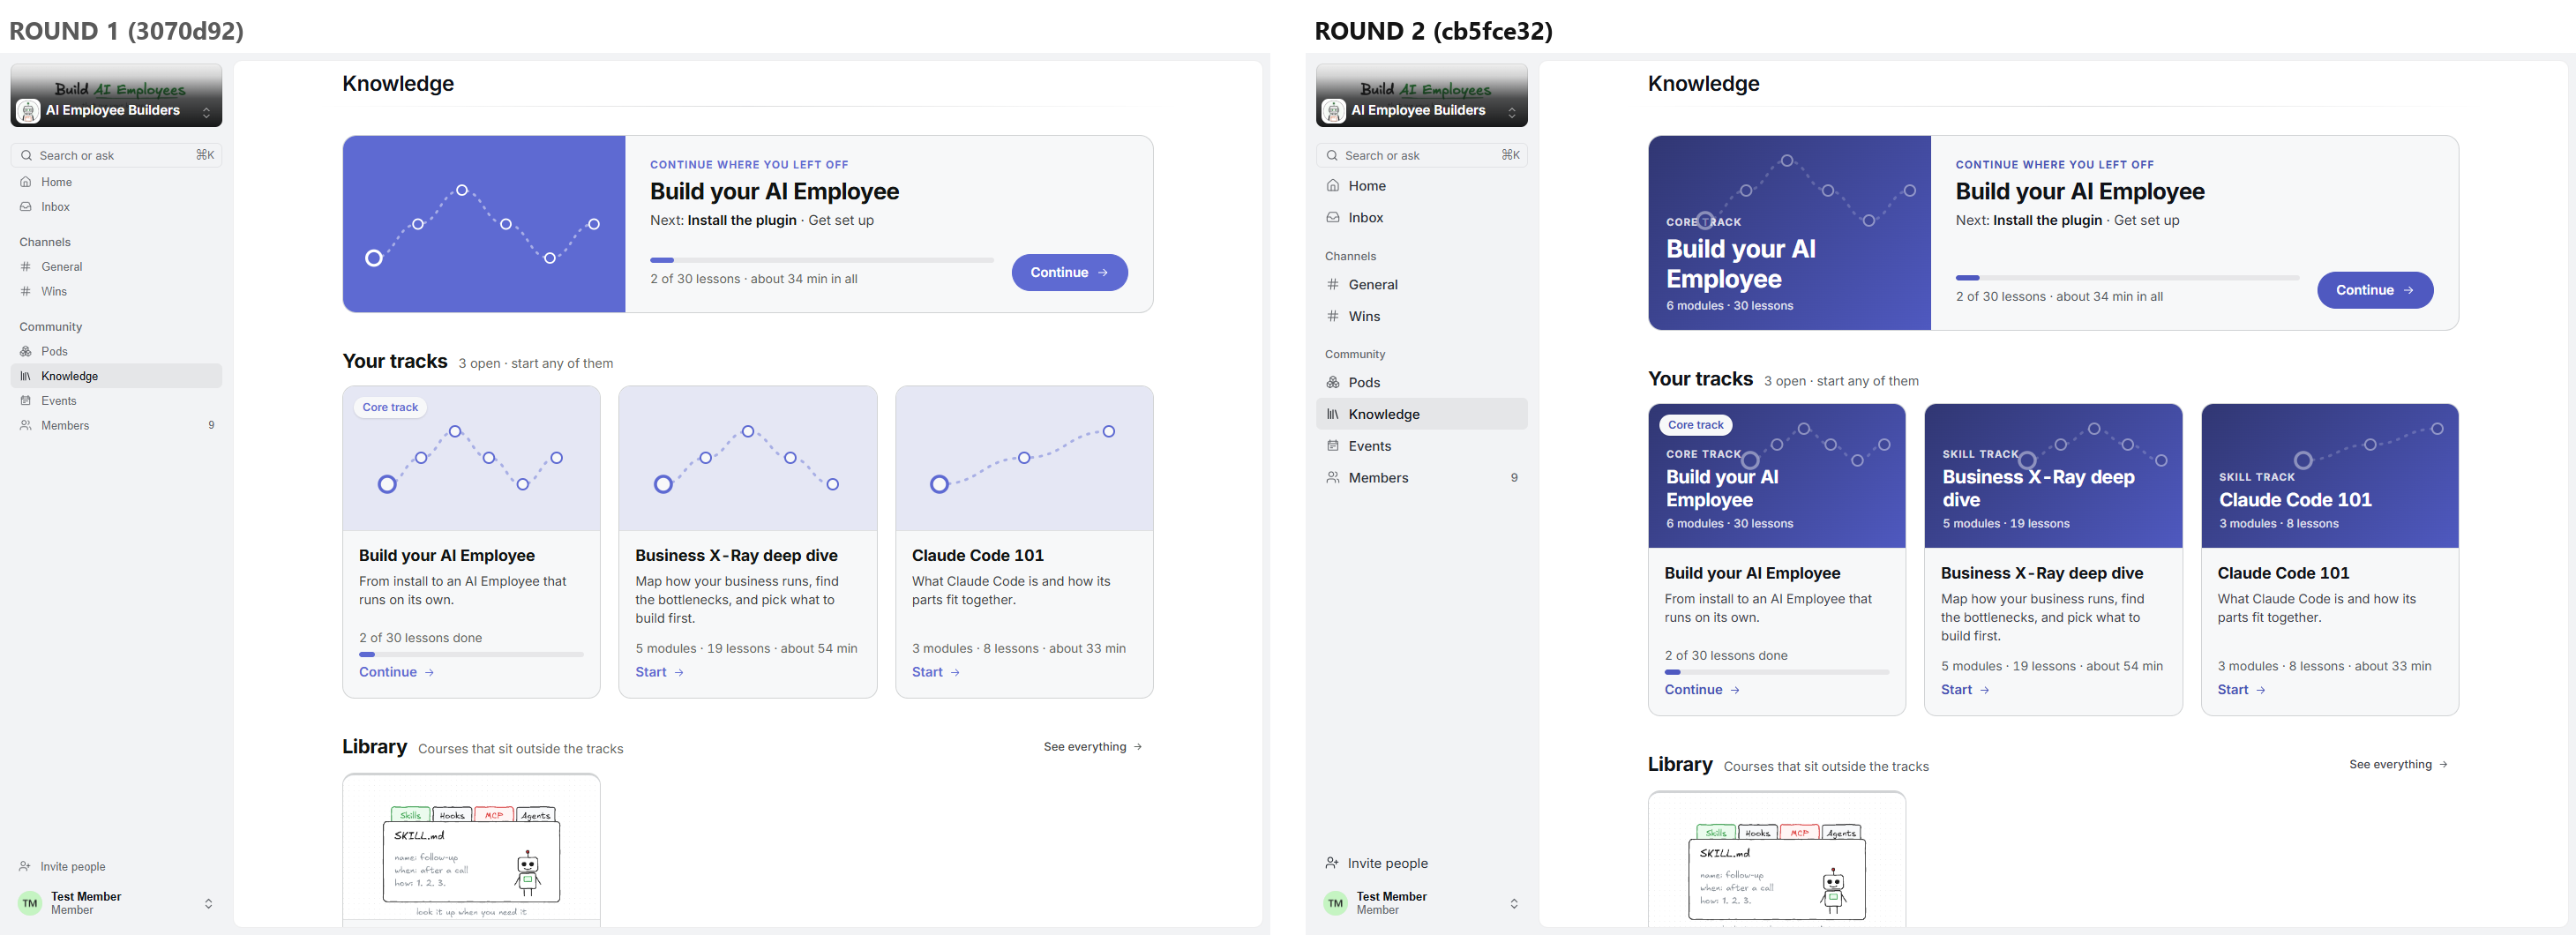 ROUND 1 (3070d92)
Build AI Employees
AI Employee Builders
Search or ask ⌘K
Home
Inbox
Channels
# General
# Wins
Community
Pods
Knowledge
Events
Members 9
Invite people
TM
Test Member
Member
Knowledge
CONTINUE WHERE YOU LEFT OFF
Build your AI Employee
Next: Install the plugin · Get set up
2 of 30 lessons · about 34 min in all
Continue →
Your tracks 3 open · start any of them
Core track
Build your AI Employee
From install to an AI Employee that
runs on its own.
2 of 30 lessons done
Continue →
Business X-Ray deep dive
Map how your business runs, find
the bottlenecks, and pick what to
build first.
5 modules · 19 lessons · about 54 min
Start →
Claude Code 101
What Claude Code is and how its
parts fit together.
3 modules · 8 lessons · about 33 min
Start →
Library Courses that sit outside the tracks
See everything →
Skills Hooks MCP Agents
SKILL.md
name: follow-up
when: after a call
how: 1, 2, 3.
look it up when you need it
ROUND 2 (cb5fce32)
Build AI Employees
AI Employee Builders
Search or ask ⌘K
Home
Inbox
Channels
# General
# Wins
Community
Pods
Knowledge
Events
Members 9
Invite people
TM
Test Member
Member
Knowledge
CORE TRACK
Build your AI
Employee
6 modules · 30 lessons
CONTINUE WHERE YOU LEFT OFF
Build your AI Employee
Next: Install the plugin · Get set up
2 of 30 lessons · about 34 min in all
Continue →
Your tracks 3 open · start any of them
Core track
CORE TRACK
Build your AI
Employee
6 modules · 30 lessons
Build your AI Employee
From install to an AI Employee that
runs on its own.
2 of 30 lessons done
Continue →
SKILL TRACK
Business X-Ray deep
dive
5 modules · 19 lessons
Business X-Ray deep dive
Map how your business runs, find
the bottlenecks, and pick what to
build first.
5 modules · 19 lessons · about 54 min
Start →
SKILL TRACK
Claude Code 101
3 modules · 8 lessons
Claude Code 101
What Claude Code is and how its
parts fit together.
3 modules · 8 lessons · about 33 min
Start →
Library Courses that sit outside the tracks
See everything →
Skills Hooks MCP Agents
SKILL.md
name: follow-up
when: after a call
how: 1, 2, 3.